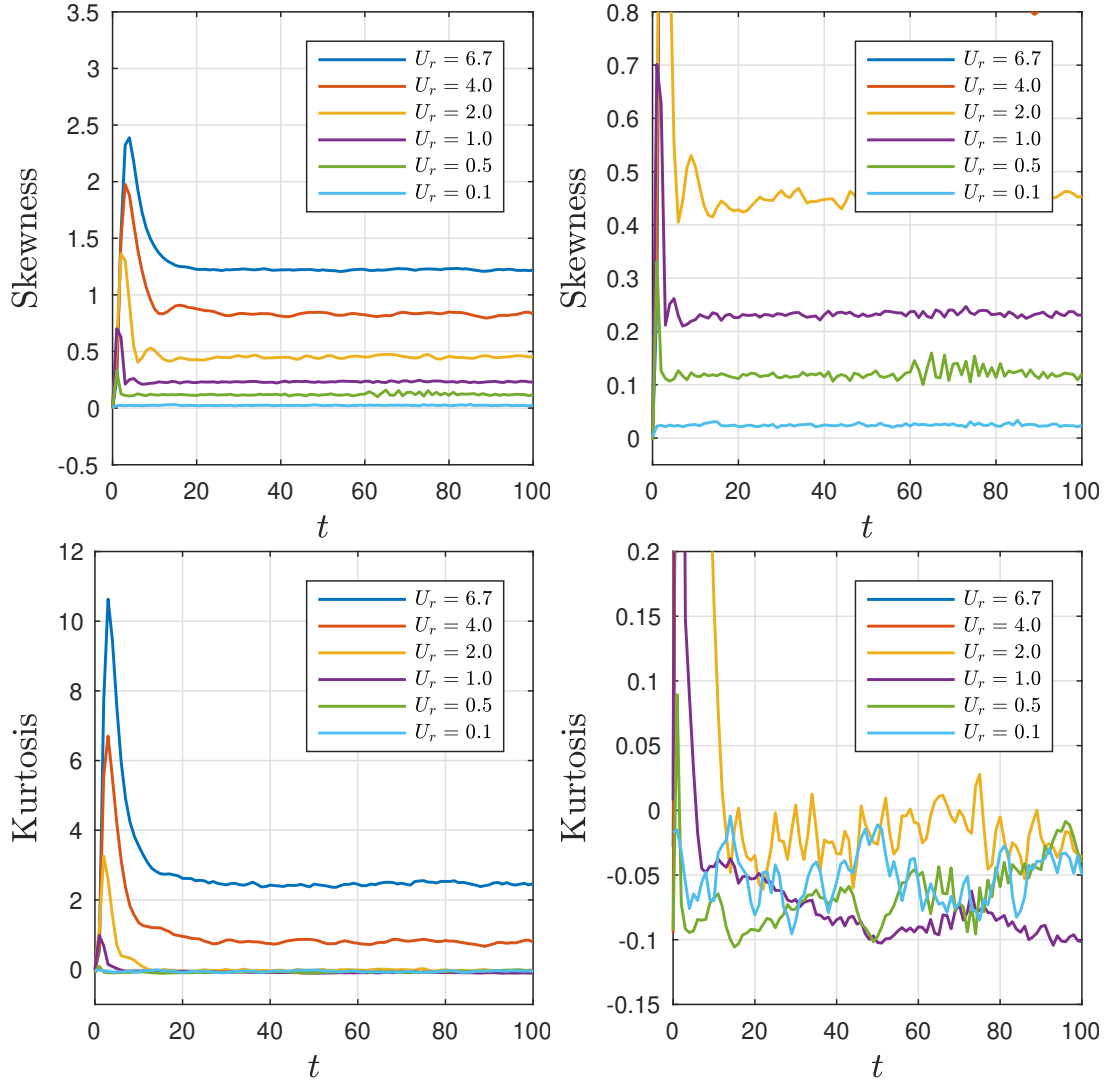 Skewness
3.5
3
2.5
2
1.5
1
0.5
0
-0.5
U_r = 6.7
U_r = 4.0
U_r = 2.0
U_r = 1.0
U_r = 0.5
U_r = 0.1
0 20 40 60 80 100
t
Skewness
0.8
0.7
0.6
0.5
0.4
0.3
0.2
0.1
0
U_r = 6.7
U_r = 4.0
U_r = 2.0
U_r = 1.0
U_r = 0.5
U_r = 0.1
0 20 40 60 80 100
t
Kurtosis
12
10
8
6
4
2
0
U_r = 6.7
U_r = 4.0
U_r = 2.0
U_r = 1.0
U_r = 0.5
U_r = 0.1
0 20 40 60 80 100
t
Kurtosis
0.2
0.15
0.1
0.05
0
-0.05
-0.1
-0.15
U_r = 6.7
U_r = 4.0
U_r = 2.0
U_r = 1.0
U_r = 0.5
U_r = 0.1
0 20 40 60 80 100
t